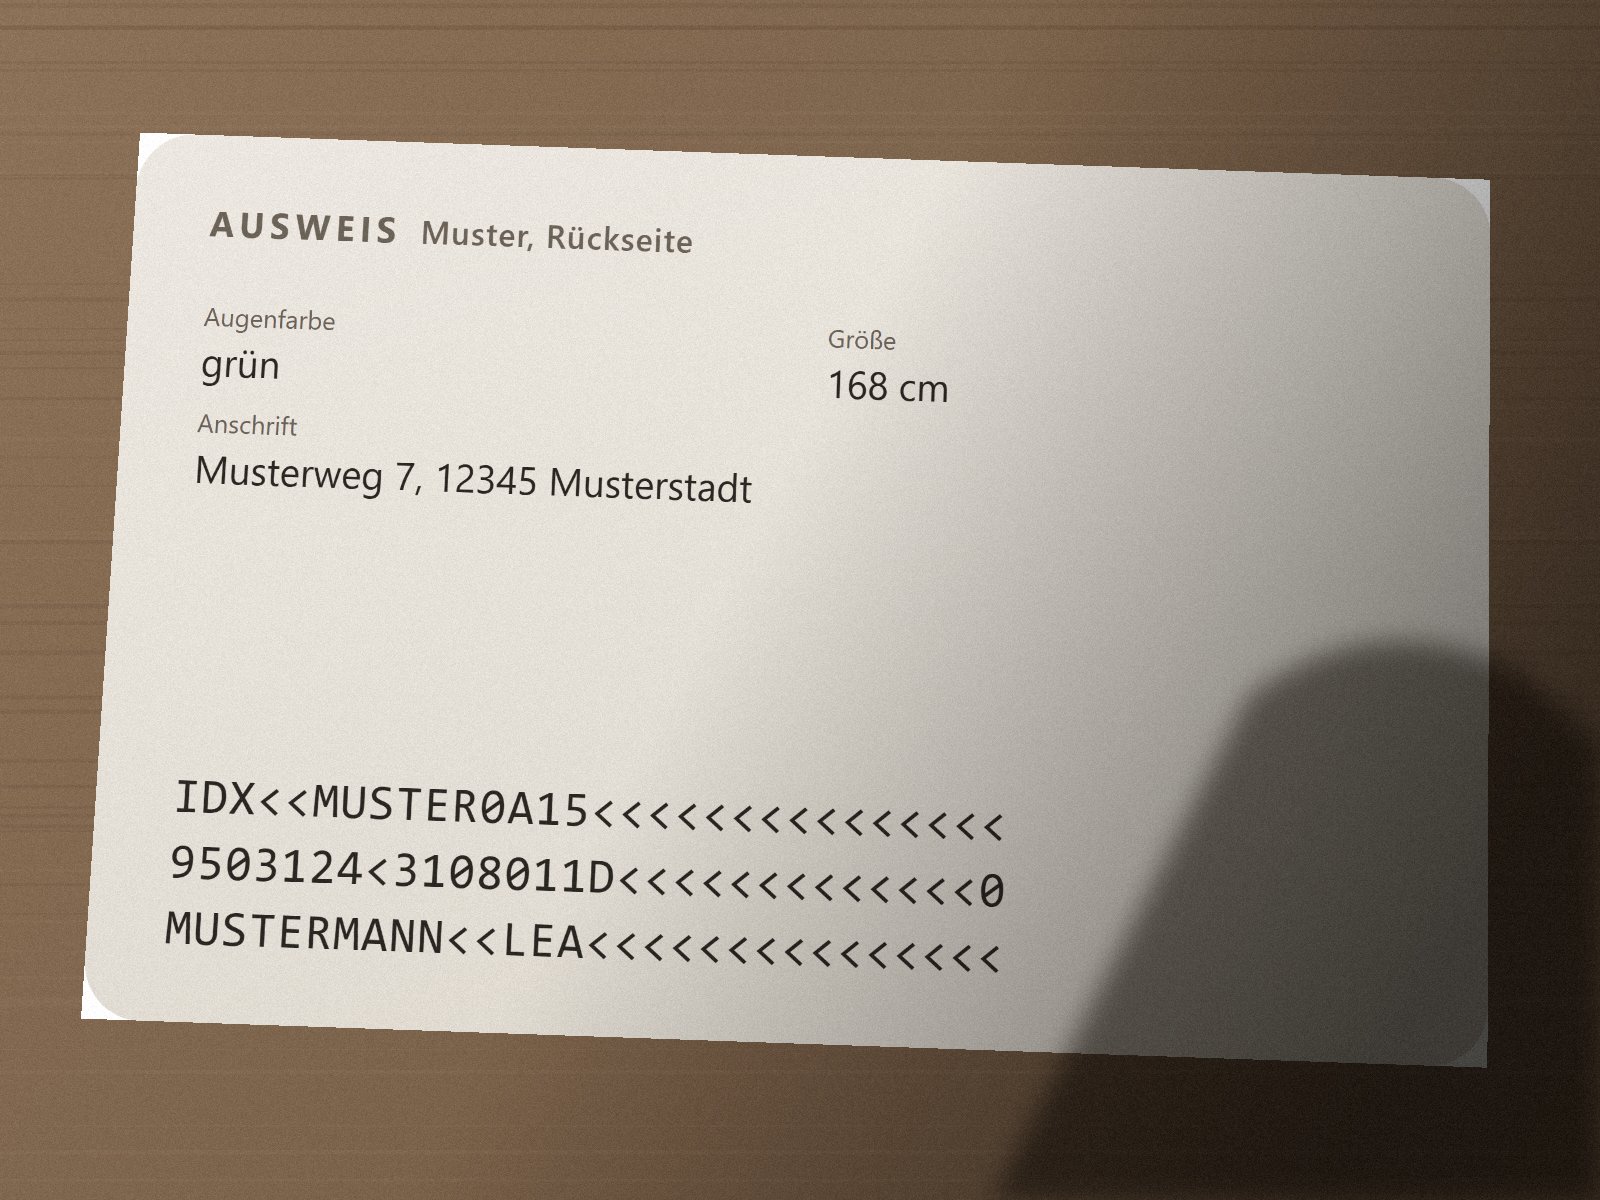 AUSWEIS Muster, Rückseite
Augenfarbe
grün
Größe
168 cm
Anschrift
Musterweg 7, 12345 Musterstadt
IDX<<MUSTER0A15<<<<<<<<<<<<<<<
9503124<3108011D<<<<<<<<<<<<<0
MUSTERMANN<<LEA<<<<<<<<<<<<<<<